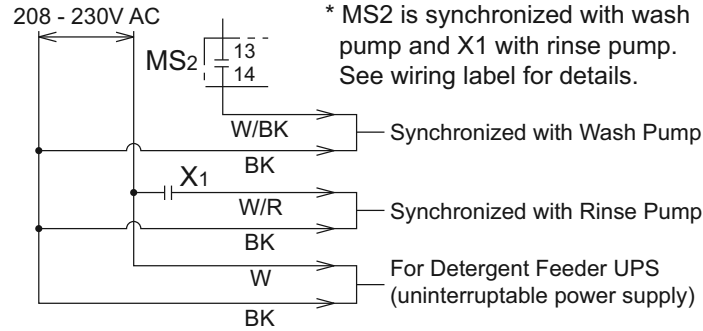 208 - 230V AC
* MS2 is synchronized with wash
pump and X1 with rinse pump.
See wiring label for details.
MS2
13
14
W/BK
Synchronized with Wash Pump
BK
X1
W/R
Synchronized with Rinse Pump
BK
W
For Detergent Feeder UPS
(uninterruptable power supply)
BK